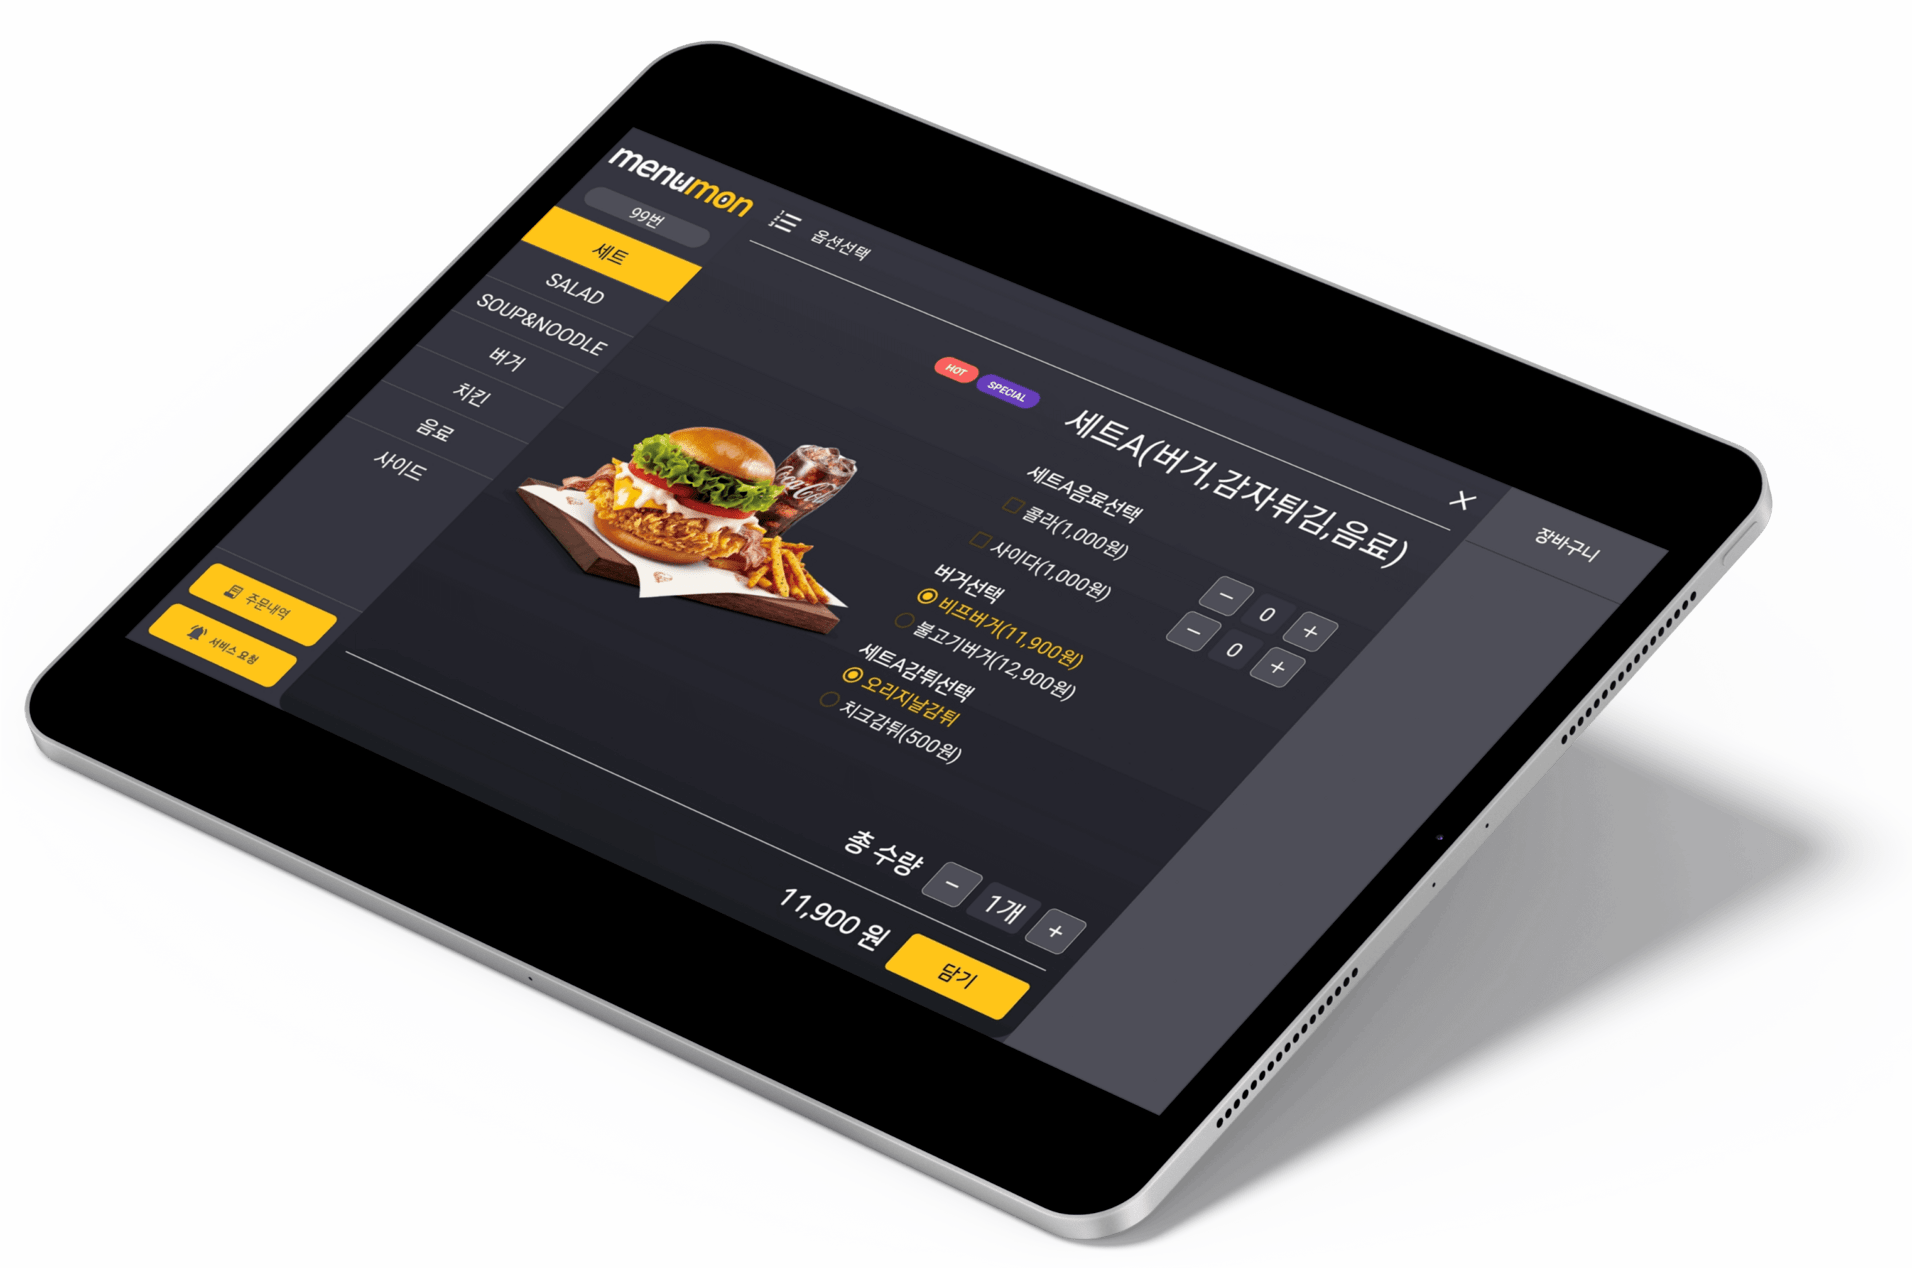 menumon
99번
세트
SALAD
SOUP&NOODLE
버거
치킨
음료
사이드
주문내역
서비스 요청
옵션선택
HOT
SPECIAL
세트A(버거,감자튀김,음료)
세트A음료선택
콜라(1,000원)
− 0 +
사이다(1,000원)
− 0 +
버거선택
비프버거(11,900원)
불고기버거(12,900원)
세트A감튀선택
오리지날감튀
치크감튀(500원)
Coca-Cola
총 수량
− 1개 +
11,900 원
담기
장바구니